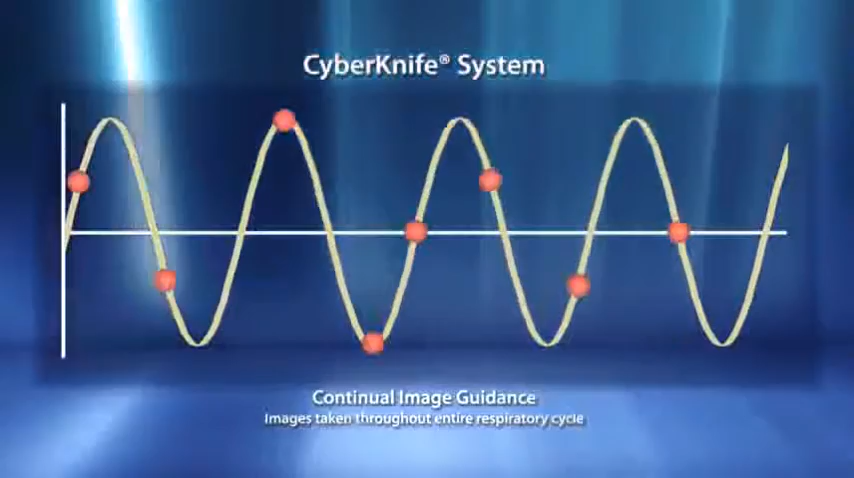 CyberKnife® System
Continual Image Guidance
Images taken throughout entire respiratory cycle